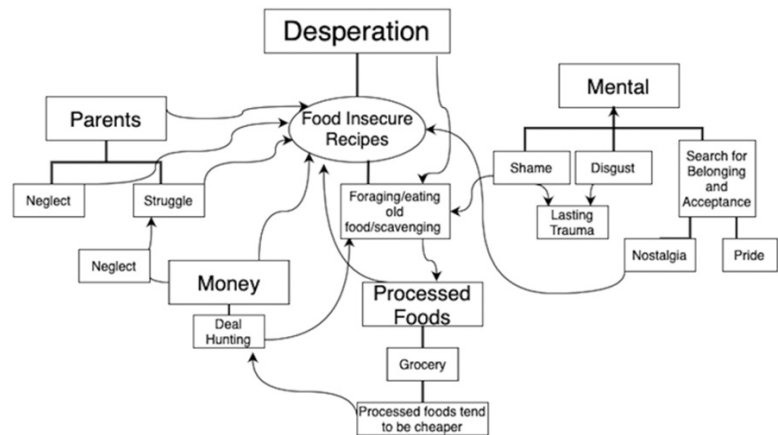 Desperation
Mental
Parents
Food Insecure
Recipes
Shame
Disgust
Search for
Belonging
and
Acceptance
Neglect
Struggle
Foraging/eating
old
food/scavenging
Lasting
Trauma
Nostalgia
Pride
Neglect
Money
Processed
Foods
Deal
Hunting
Grocery
Processed foods tend
to be cheaper